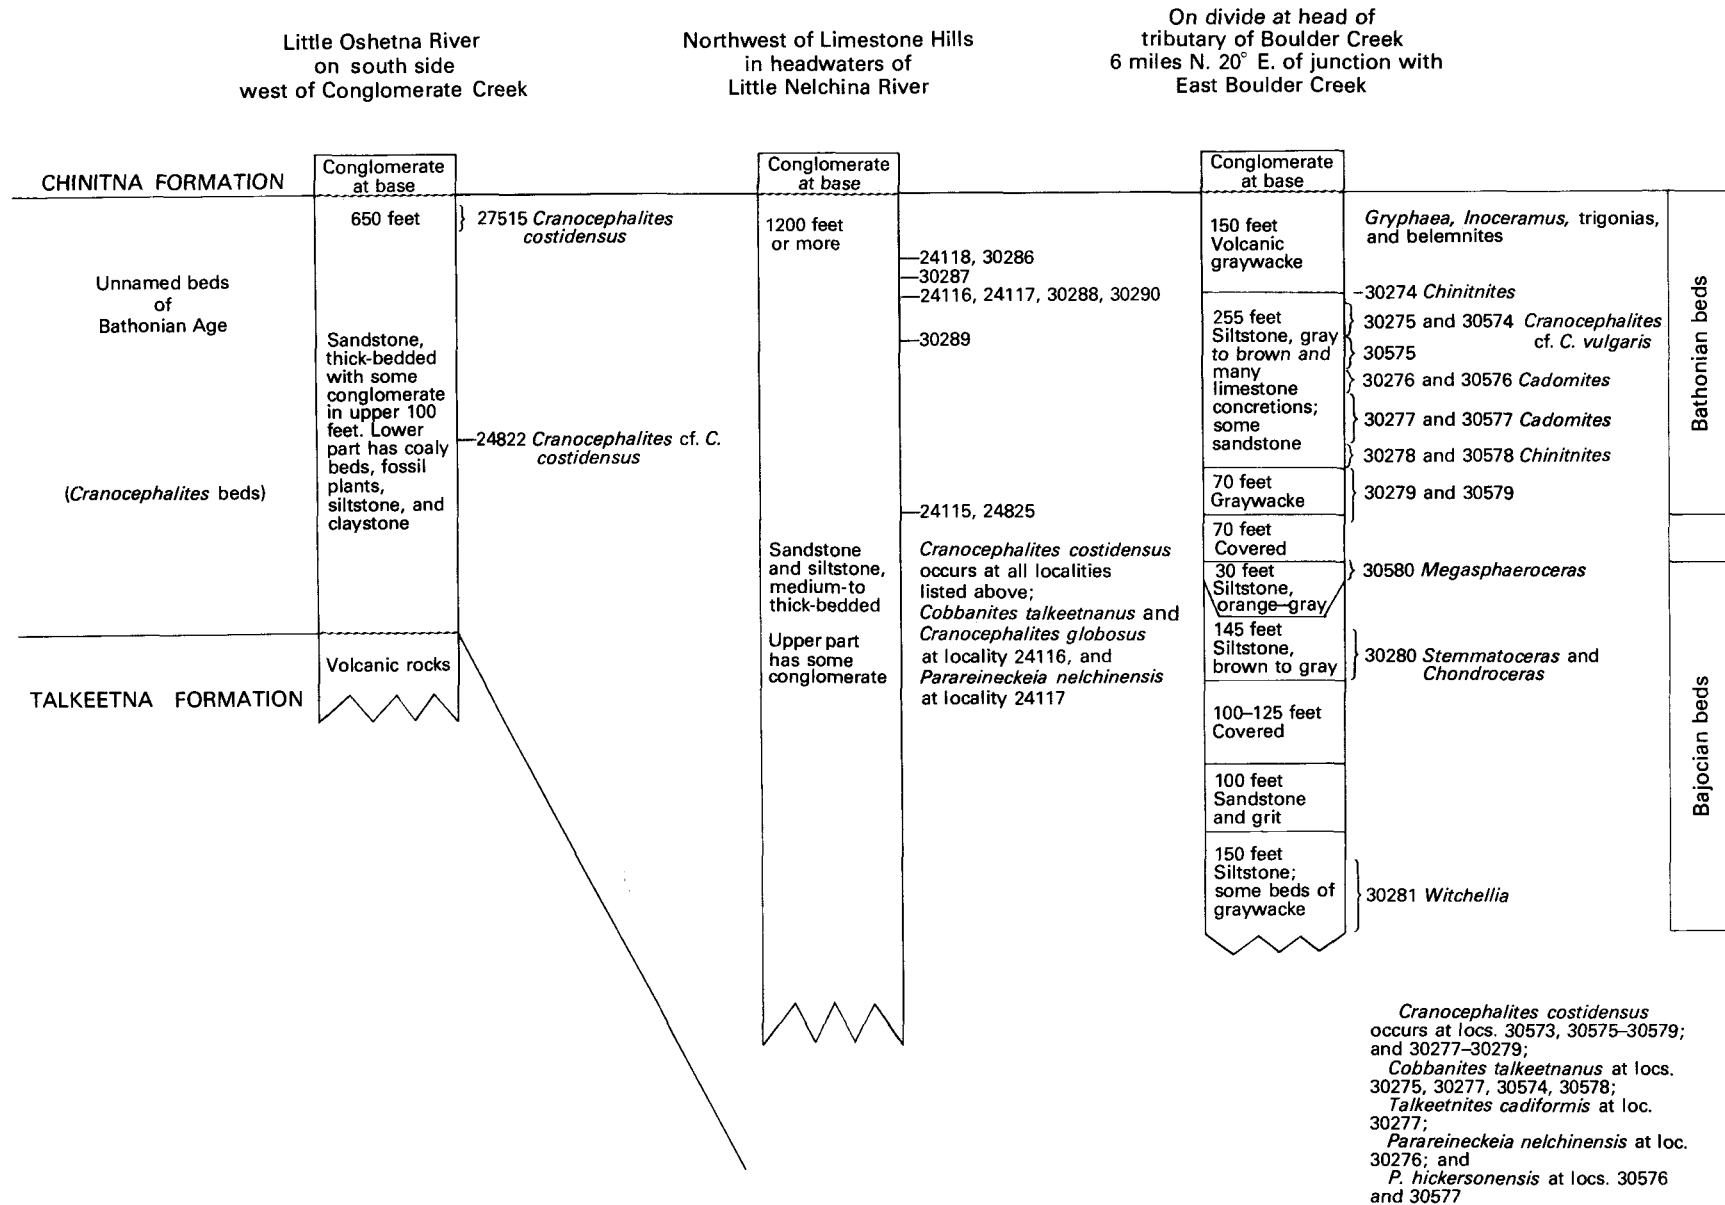 Little Oshetna River
on south side
west of Conglomerate Creek
Northwest of Limestone Hills
in headwaters of
Little Nelchina River
On divide at head of
tributary of Boulder Creek
6 miles N. 20° E. of junction with
East Boulder Creek
CHINITNA FORMATION
Unnamed beds
of
Bathonian Age
(Cranocephalites beds)
TALKEETNA FORMATION
Conglomerate
at base
650 feet
Sandstone,
thick-bedded
with some
conglomerate
in upper 100
feet. Lower
part has coaly
beds, fossil
plants,
siltstone, and
claystone
Volcanic rocks
27515 Cranocephalites
costidensus
24822 Cranocephalites cf. C.
costidensus
Conglomerate
at base
1200 feet
or more
Sandstone
and siltstone,
medium-to
thick-bedded
Upper part
has some
conglomerate
24118, 30286
30287
24116, 24117, 30288, 30290
30289
24115, 24825
Cranocephalites costidensus
occurs at all localities
listed above;
Cobbanites talkeetnanus and
Cranocephalites globosus
at locality 24116, and
Parareineckeia nelchinensis
at locality 24117
Conglomerate
at base
150 feet
Volcanic
graywacke
255 feet
Siltstone, gray
to brown and
many
limestone
concretions;
some
sandstone
70 feet
Graywacke
70 feet
Covered
30 feet
Siltstone,
orange-gray
145 feet
Siltstone,
brown to gray
100–125 feet
Covered
100 feet
Sandstone
and grit
150 feet
Siltstone;
some beds of
graywacke
Gryphaea, Inoceramus, trigonias,
and belemnites
30274 Chinitnites
30275 and 30574 Cranocephalites
cf. C. vulgaris
30575
30276 and 30576 Cadomites
30277 and 30577 Cadomites
30278 and 30578 Chinitnites
30279 and 30579
30580 Megasphaeroceras
30280 Stemmatoceras and
Chondroceras
30281 Witchellia
Bathonian beds
Bajocian beds
Cranocephalites costidensus
occurs at locs. 30573, 30575–30579;
and 30277–30279;
Cobbanites talkeetnanus at locs.
30275, 30277, 30574, 30578;
Talkeetnites cadiformis at loc.
30277;
Parareineckeia nelchinensis at loc.
30276; and
P. hickersonensis at locs. 30576
and 30577